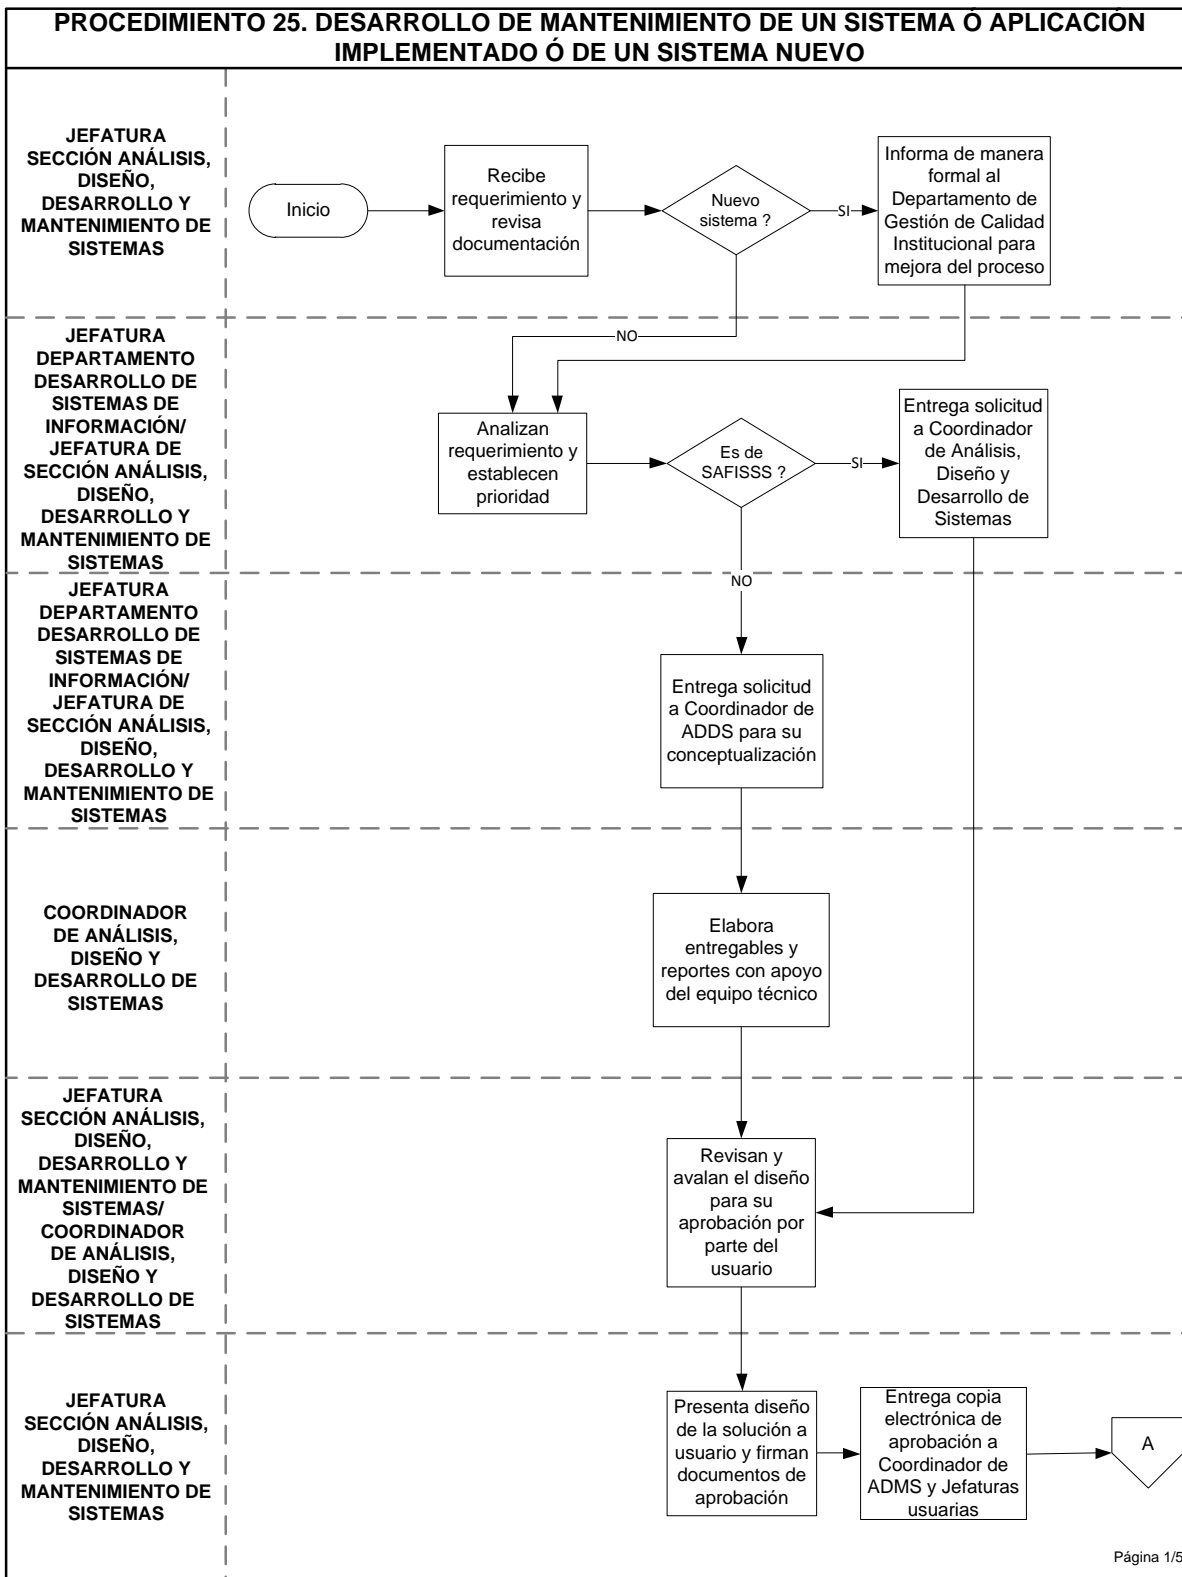 PROCEDIMIENTO 25. DESARROLLO DE MANTENIMIENTO DE UN SISTEMA Ó APLICACIÓN
IMPLEMENTADO Ó DE UN SISTEMA NUEVO
JEFATURA
SECCIÓN ANÁLISIS,
DISEÑO,
DESARROLLO Y
MANTENIMIENTO DE
SISTEMAS
Inicio
Recibe
requerimiento y
revisa
documentación
Nuevo
sistema ?
SI
Informa de manera
formal al
Departamento de
Gestión de Calidad
Institucional para
mejora del proceso
NO
JEFATURA
DEPARTAMENTO
DESARROLLO DE
SISTEMAS DE
INFORMACIÓN/
JEFATURA DE
SECCIÓN ANÁLISIS,
DISEÑO,
DESARROLLO Y
MANTENIMIENTO DE
SISTEMAS
Analizan
requerimiento y
establecen
prioridad
Es de
SAFISSS ?
SI
Entrega solicitud
a Coordinador
de Análisis,
Diseño y
Desarrollo de
Sistemas
NO
JEFATURA
DEPARTAMENTO
DESARROLLO DE
SISTEMAS DE
INFORMACIÓN/
JEFATURA DE
SECCIÓN ANÁLISIS,
DISEÑO,
DESARROLLO Y
MANTENIMIENTO DE
SISTEMAS
Entrega solicitud
a Coordinador de
ADDS para su
conceptualización
COORDINADOR
DE ANÁLISIS,
DISEÑO Y
DESARROLLO DE
SISTEMAS
Elabora
entregables y
reportes con apoyo
del equipo técnico
JEFATURA
SECCIÓN ANÁLISIS,
DISEÑO,
DESARROLLO Y
MANTENIMIENTO DE
SISTEMAS/
COORDINADOR
DE ANÁLISIS,
DISEÑO Y
DESARROLLO DE
SISTEMAS
Revisan y
avalan el diseño
para su
aprobación por
parte del
usuario
JEFATURA
SECCIÓN ANÁLISIS,
DISEÑO,
DESARROLLO Y
MANTENIMIENTO DE
SISTEMAS
Presenta diseño
de la solución a
usuario y firman
documentos de
aprobación
Entrega copia
electrónica de
aprobación a
Coordinador de
ADMS y Jefaturas
usuarias
A
Página 1/5